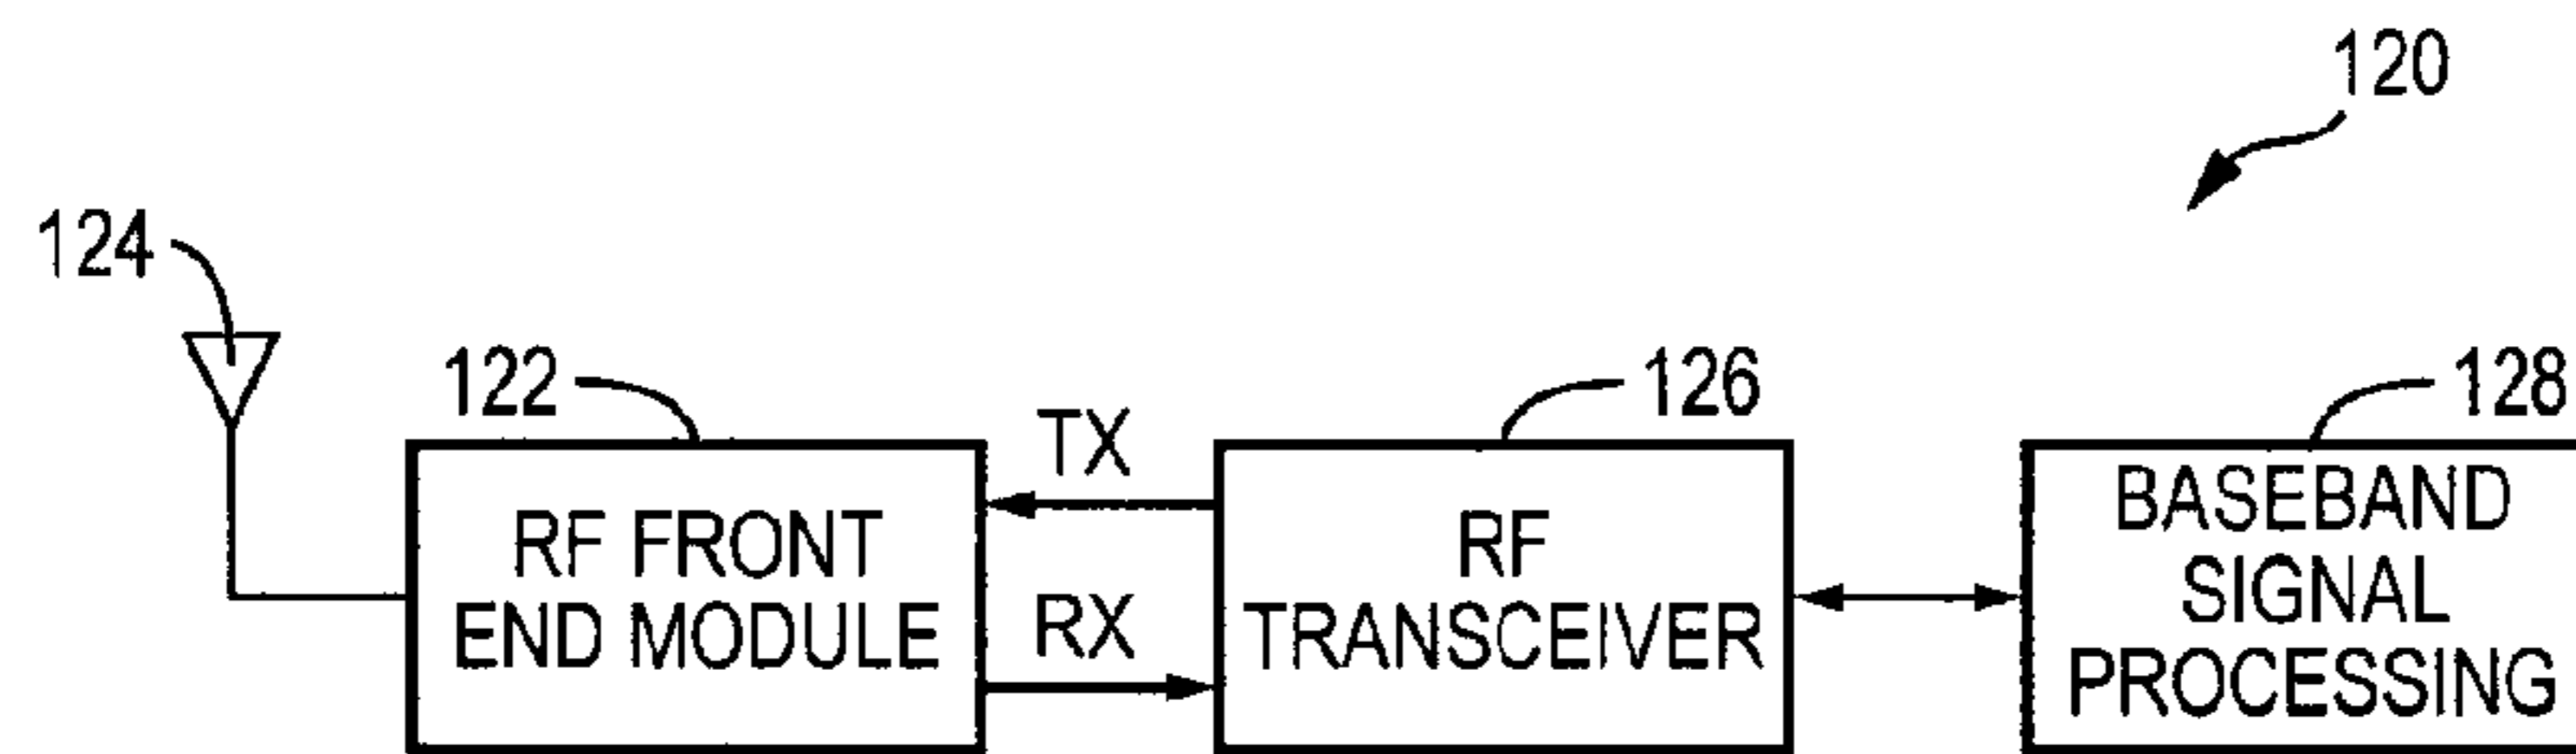 120
124
122
126
128
TX
RX
RF FRONT
END MODULE
RF
TRANSCEIVER
BASEBAND
SIGNAL
PROCESSING